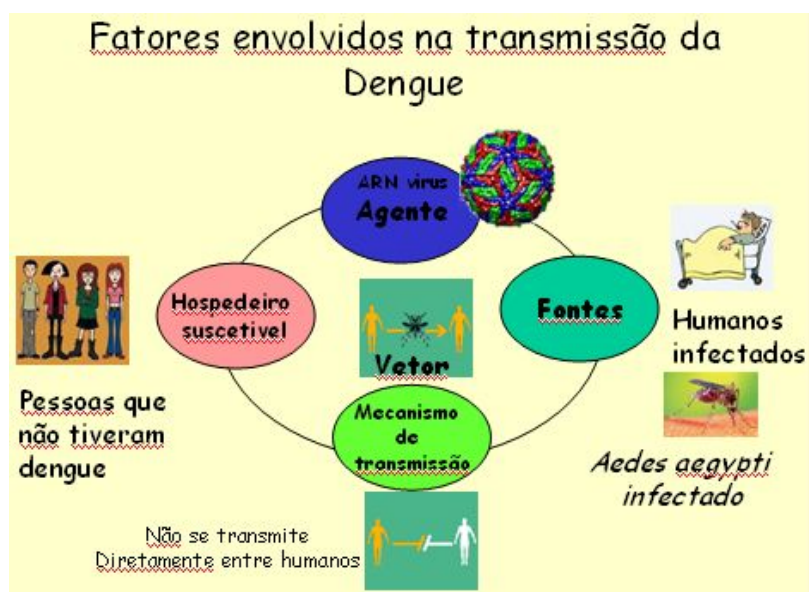 Fatores envolvidos na transmissão da
Dengue
ARN virus
Agente
Hospedeiro
suscetivel
Fontes
Vetor
Humanos
infectados
Pessoas que
não tiveram
dengue
Mecanismo
de
transmissão
Aedes aegypti
infectado
Não se transmite
Diretamente entre humanos